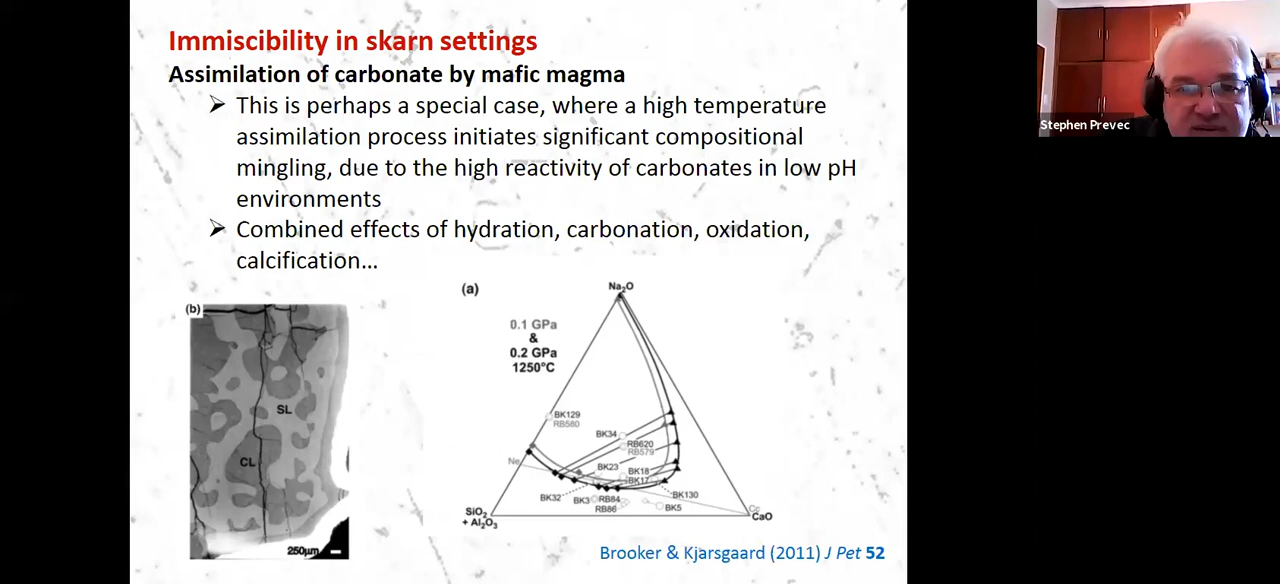 Immiscibility in skarn settings
Assimilation of carbonate by mafic magma
This is perhaps a special case, where a high temperature
assimilation process initiates significant compositional
mingling, due to the high reactivity of carbonates in low pH
environments
Combined effects of hydration, carbonation, oxidation,
calcification...
(b)
SL
CL
250µm
(a)
Na₂O
0.1 GPa
&
0.2 GPa
1250°C
BK129
RB580
BK34
RB620
RB579
Ne
BK23
BK18
BK17
BK32
BK3
RB84
RB86
BK130
BK5
SiO₂
+ Al₂O₃
Cc
CaO
Brooker & Kjarsgaard (2011) J Pet 52
Stephen Prevec